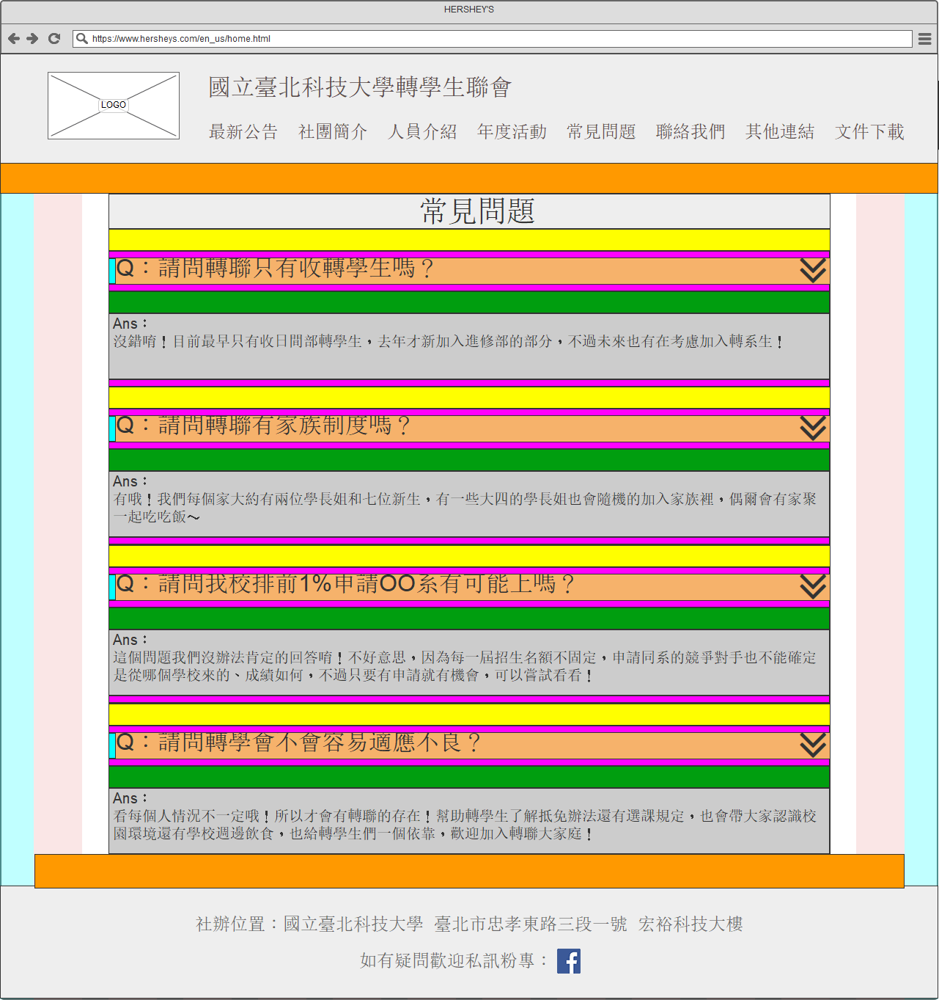 HERSHEY'S
https://www.hersheys.com/en_us/home.html
LOGO
國立臺北科技大學轉學生聯會
最新公告 社團簡介 人員介紹 年度活動 常見問題 聯絡我們 其他連結 文件下載
常見問題
Q：請問轉聯只有收轉學生嗎？
Ans：
沒錯唷！目前最早只有收日間部轉學生，去年才新加入進修部的部分，不過未來也有在考慮加入轉系生！
Q：請問轉聯有家族制度嗎？
Ans：
有哦！我們每個家大約有兩位學長姐和七位新生，有一些大四的學長姐也會隨機的加入家族裡，偶爾會有家聚
一起吃吃飯～
Q：請問我校排前1%申請OO系有可能上嗎？
Ans：
這個問題我們沒辦法肯定的回答唷！不好意思，因為每一屆招生名額不固定，申請同系的競爭對手也不能確定
是從哪個學校來的、成績如何，不過只要有申請就有機會，可以嘗試看看！
Q：請問轉學會不會容易適應不良？
Ans：
看每個人情況不一定哦！所以才會有轉聯的存在！幫助轉學生了解抵免辦法還有選課規定，也會帶大家認識校
園環境還有學校週邊飲食，也給轉學生們一個依靠，歡迎加入轉聯大家庭！
社辦位置：國立臺北科技大學 臺北市忠孝東路三段一號 宏裕科技大樓
如有疑問歡迎私訊粉專：